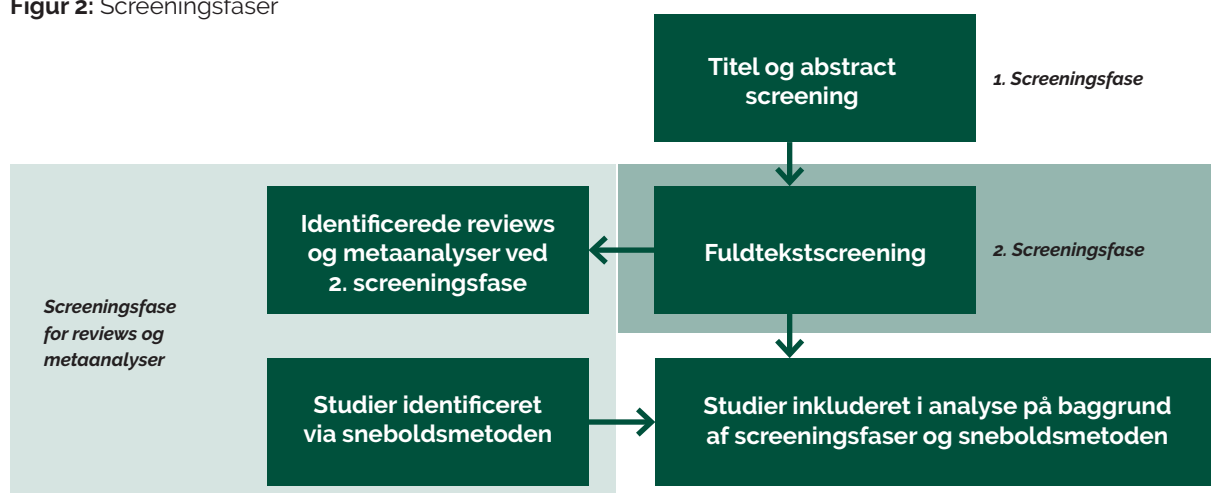 Figur 2: Screeningsfaser
Titel og abstract
screening
1. Screeningsfase
Identificerede reviews
og metaanalyser ved
2. screeningsfase
Fuldtekstscreening
2. Screeningsfase
Screeningsfase
for reviews og
metaanalyser
Studier identificeret
via sneboldsmetoden
Studier inkluderet i analyse på baggrund
af screeningsfaser og sneboldsmetoden